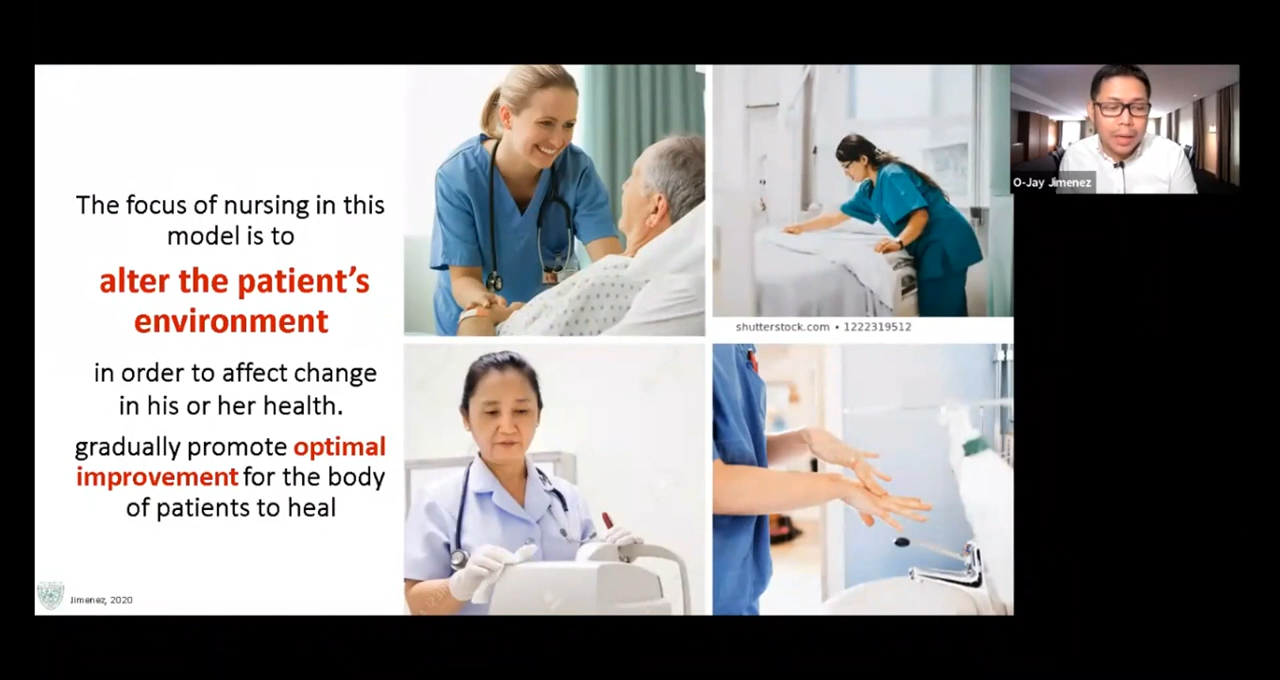 The focus of nursing in this
model is to
alter the patient’s
environment
in order to affect change
in his or her health.
gradually promote optimal
improvement for the body
of patients to heal
Jimenez, 2020
shutterstock.com • 1222319512
O-Jay Jimenez